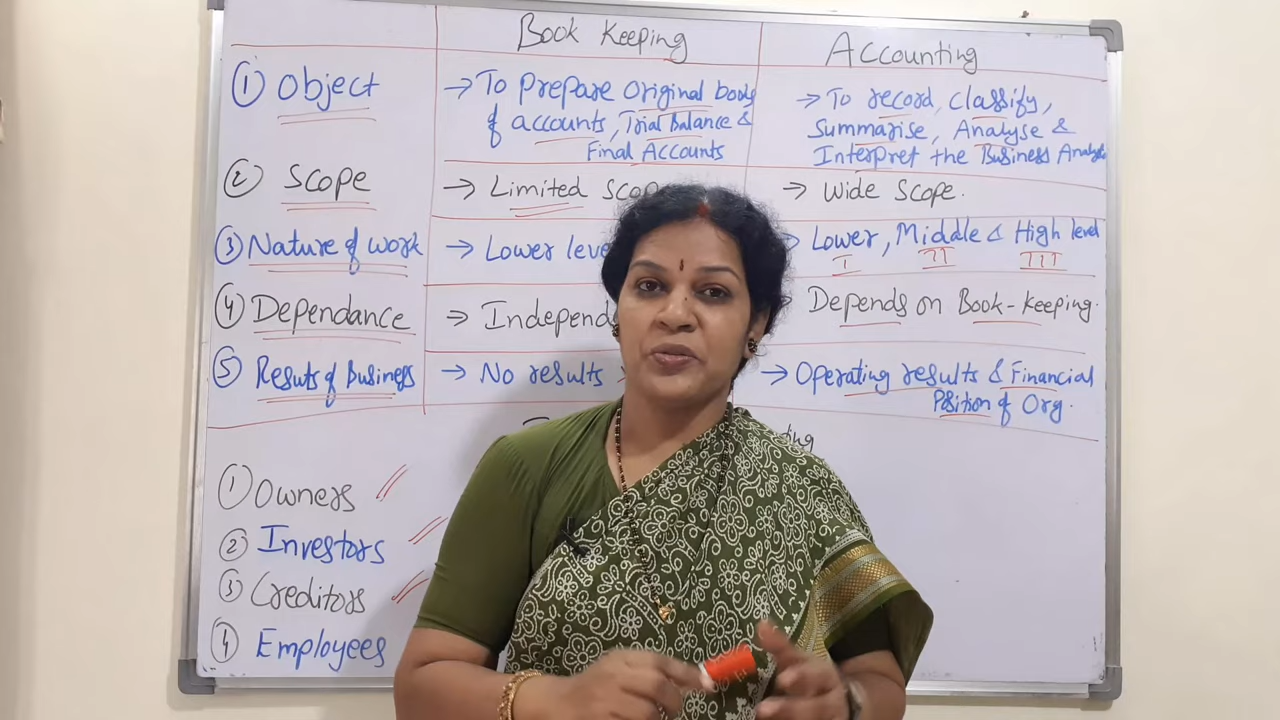 Book Keeping
Accounting
① Object
→ To prepare original books
of accounts, Trial Balance &
Final Accounts
→ To record, classify,
Summarise, Analyse &
Interpret the Business Analysis
② Scope
→ Limited Scope
→ Wide Scope.
③ Nature of work
→ Lower level
→ Lower, Middle & High level
I II III
④ Dependance
→ Independ
Depends on Book-Keeping.
⑤ Resuts of Business
→ No results
→ Operating results & Financial
Position of Org.
① Owners
② Investors
③ Creditors
④ Employees